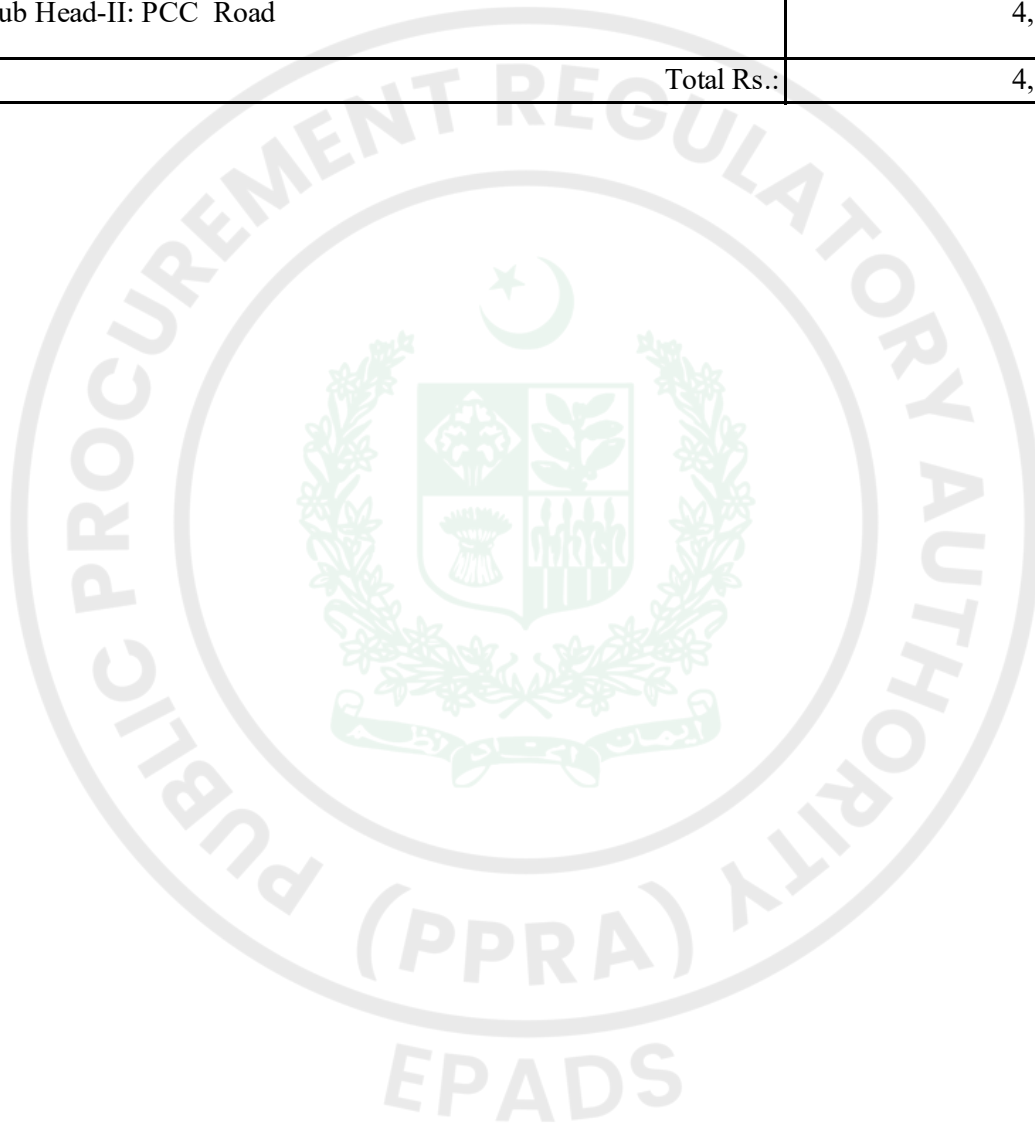 ub Head-II: PCC Road 4,
Total Rs.: 4,
PUBLIC PROCUREMENT REGULATORY AUTHORITY
(PPRA)
EPADS